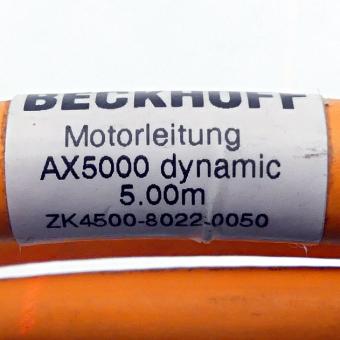 BECKHOFF
Motorleitung
AX5000 dynamic
5.00m
ZK4500-8022-0050